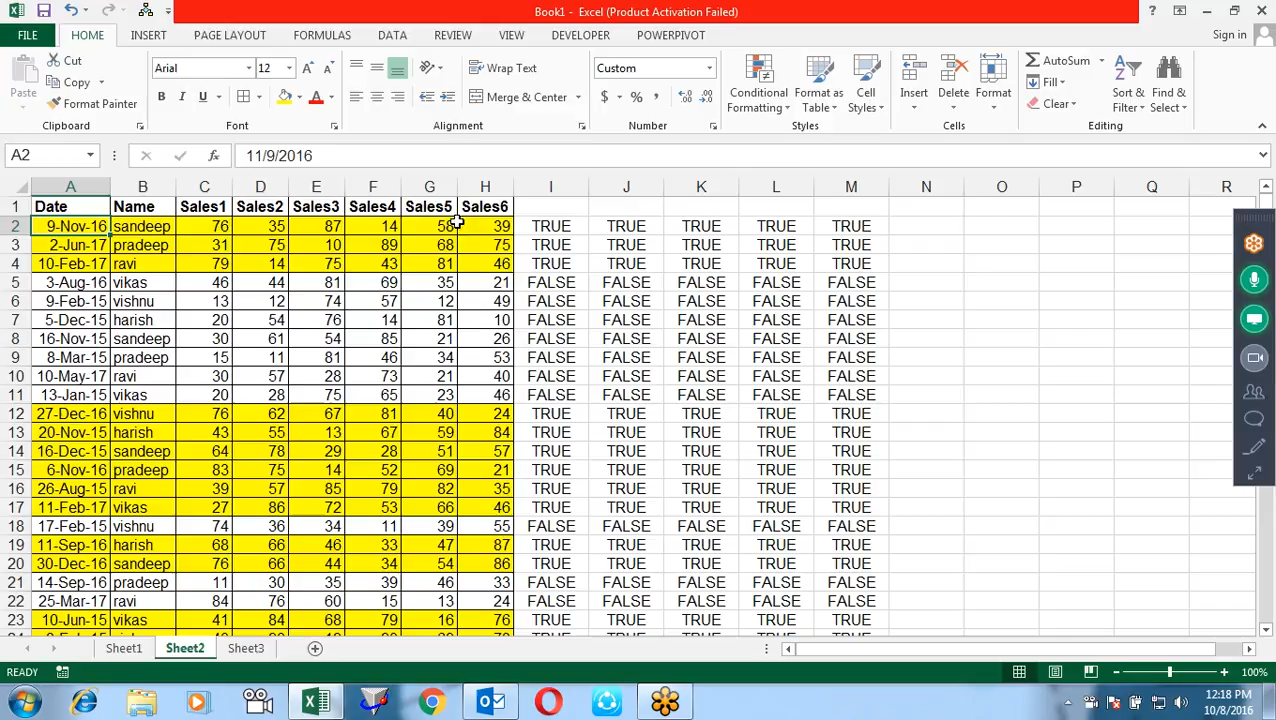 Book1 - Excel (Product Activation Failed)
FILE HOME INSERT PAGE LAYOUT FORMULAS DATA REVIEW VIEW DEVELOPER POWERPIVOT Sign in
Paste Cut Copy Format Painter
Clipboard
Arial 12
B I U A
Font
Wrap Text
Merge & Center
Alignment
Custom
$ % ,
Number
Conditional Formatting Format as Table Cell Styles
Styles
Insert Delete Format
Cells
AutoSum Fill Clear Sort & Filter Find & Select
Editing
A2 fx 11/9/2016
A B C D E F G H I J K L M N O P Q R
1 Date Name Sales1 Sales2 Sales3 Sales4 Sales5 Sales6
2 9-Nov-16 sandeep 76 35 87 14 58 39 TRUE TRUE TRUE TRUE TRUE
3 2-Jun-17 pradeep 31 75 10 89 68 75 TRUE TRUE TRUE TRUE TRUE
4 10-Feb-17 ravi 79 14 75 43 81 46 TRUE TRUE TRUE TRUE TRUE
5 3-Aug-16 vikas 46 44 81 69 35 21 FALSE FALSE FALSE FALSE FALSE
6 9-Feb-15 vishnu 13 12 74 57 12 49 FALSE FALSE FALSE FALSE FALSE
7 5-Dec-15 harish 20 54 76 14 81 10 FALSE FALSE FALSE FALSE FALSE
8 16-Nov-15 sandeep 30 61 54 85 21 26 FALSE FALSE FALSE FALSE FALSE
9 8-Mar-15 pradeep 15 11 81 46 34 53 FALSE FALSE FALSE FALSE FALSE
10 10-May-17 ravi 30 57 28 73 21 40 FALSE FALSE FALSE FALSE FALSE
11 13-Jan-15 vikas 20 28 75 65 23 46 FALSE FALSE FALSE FALSE FALSE
12 27-Dec-16 vishnu 76 62 67 81 40 24 TRUE TRUE TRUE TRUE TRUE
13 20-Nov-15 harish 43 55 13 67 59 84 TRUE TRUE TRUE TRUE TRUE
14 16-Dec-15 sandeep 64 78 29 28 51 57 TRUE TRUE TRUE TRUE TRUE
15 6-Nov-16 pradeep 83 75 14 52 69 21 TRUE TRUE TRUE TRUE TRUE
16 26-Aug-15 ravi 39 57 85 79 82 35 TRUE TRUE TRUE TRUE TRUE
17 11-Feb-17 vikas 27 86 72 53 66 46 TRUE TRUE TRUE TRUE TRUE
18 17-Feb-15 vishnu 74 36 34 11 39 55 FALSE FALSE FALSE FALSE FALSE
19 11-Sep-16 harish 68 66 46 33 47 87 TRUE TRUE TRUE TRUE TRUE
20 30-Dec-16 sandeep 76 66 44 34 54 86 TRUE TRUE TRUE TRUE TRUE
21 14-Sep-16 pradeep 11 30 35 39 46 33 FALSE FALSE FALSE FALSE FALSE
22 25-Mar-17 ravi 84 76 60 15 13 24 FALSE FALSE FALSE FALSE FALSE
23 10-Jun-15 vikas 41 84 68 79 16 76 TRUE TRUE TRUE TRUE TRUE
Sheet1 Sheet2 Sheet3
READY 100%
12:18 PM
10/8/2016